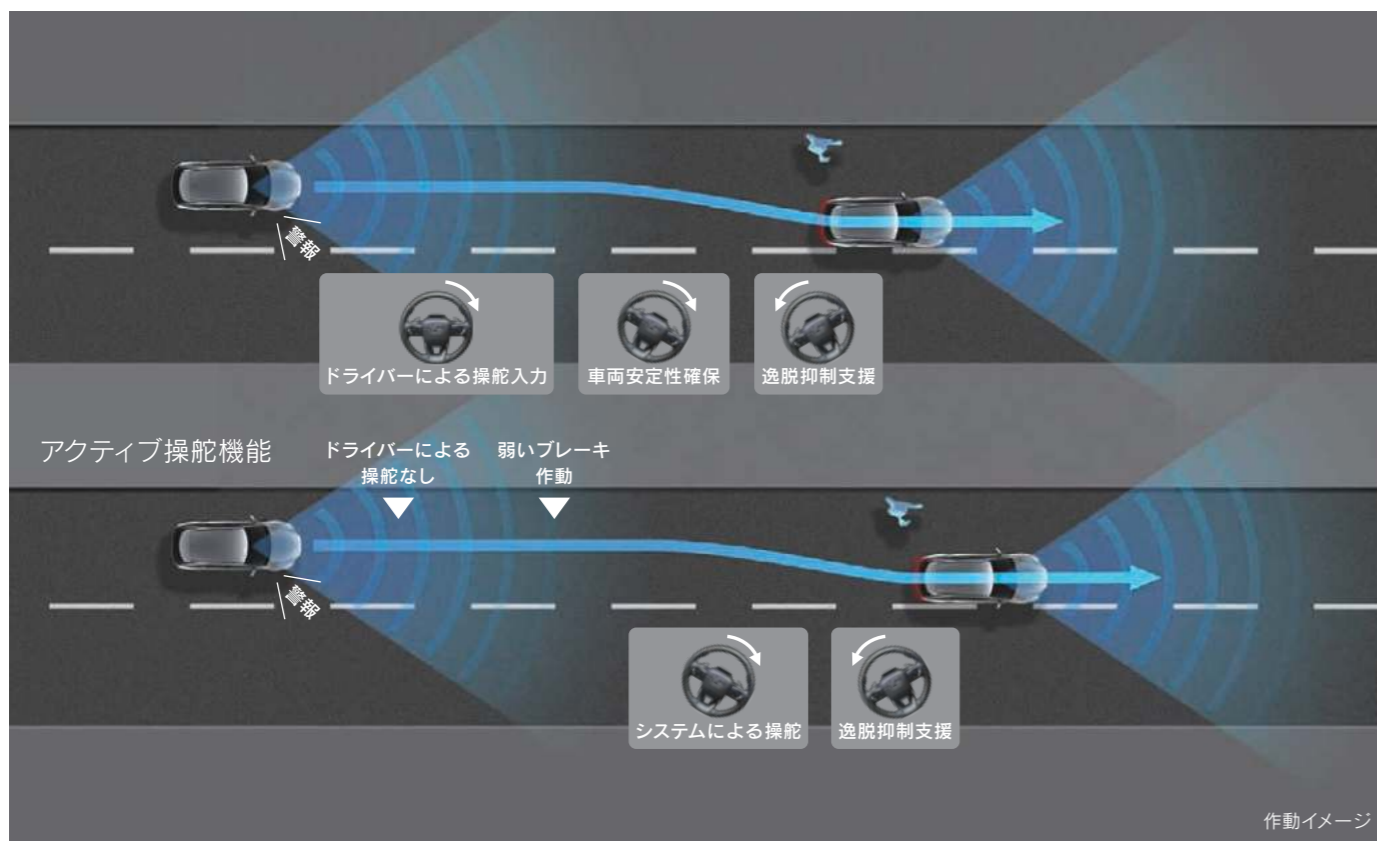 警報
ドライバーによる操舵入力
車両安定性確保
逸脱抑制支援
アクティブ操舵機能
ドライバーによる
操舵なし
弱いブレーキ
作動
警報
システムによる操舵
逸脱抑制支援
作動イメージ